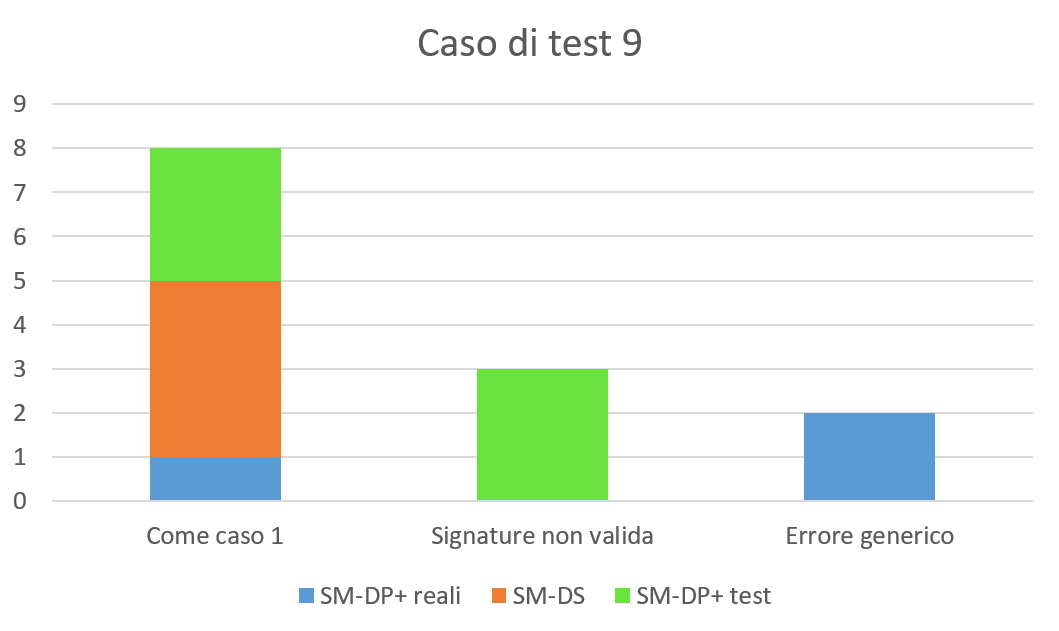 Caso di test 9
9
8
7
6
5
4
3
2
1
0
Come caso 1
Signature non valida
Errore generico
SM-DP+ reali
SM-DS
SM-DP+ test